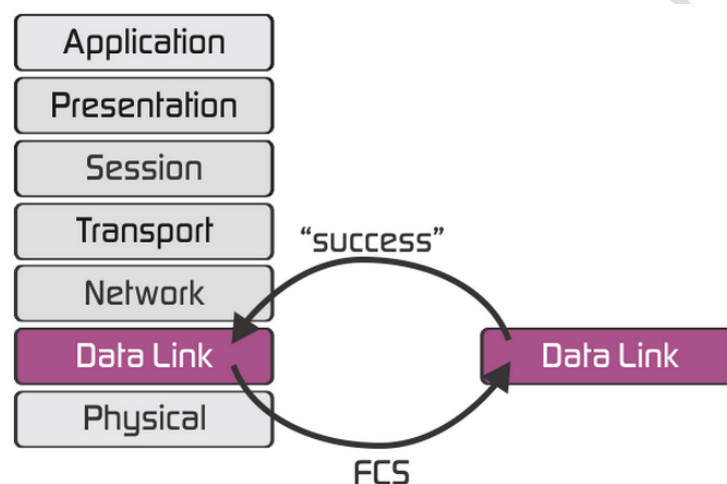 Application
Presentation
Session
Transport
“success”
Network
Data Link
Data Link
Physical
FCS